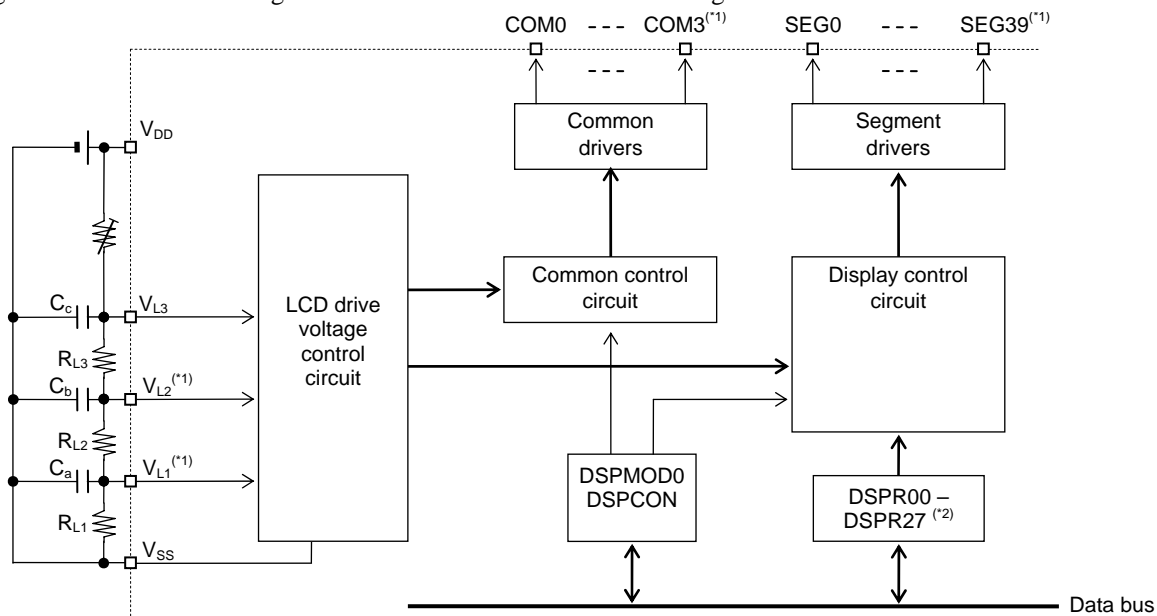 COM0 --- COM3(*1) SEG0 --- SEG39(*1)
--- ---
Common
drivers
Segment
drivers
VDD
LCD drive
voltage
control
circuit
Common control
circuit
Display control
circuit
Cc VL3
RL3
Cb VL2(*1)
RL2
Ca VL1(*1)
RL1
VSS
DSPMOD0
DSPCON
DSPR00 –
DSPR27 (*2)
Data bus